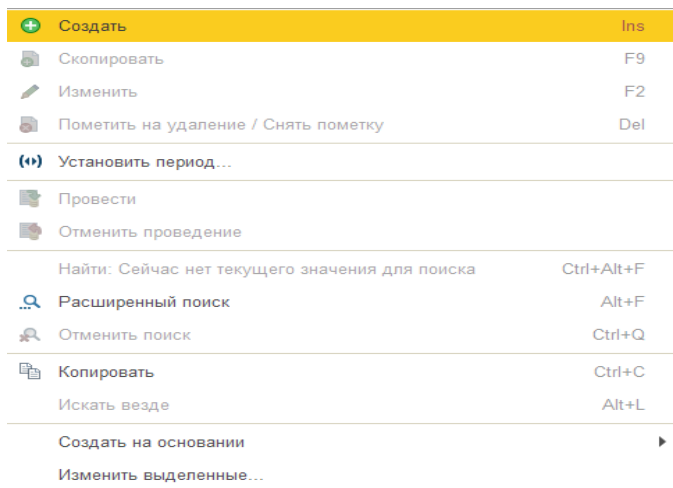 Создать Ins
Скопировать F9
Изменить F2
Пометить на удаление / Снять пометку Del
Установить период...
Провести
Отменить проведение
Найти: Сейчас нет текущего значения для поиска Ctrl+Alt+F
Расширенный поиск Alt+F
Отменить поиск Ctrl+Q
Копировать Ctrl+C
Искать везде Alt+L
Создать на основании
Изменить выделенные...